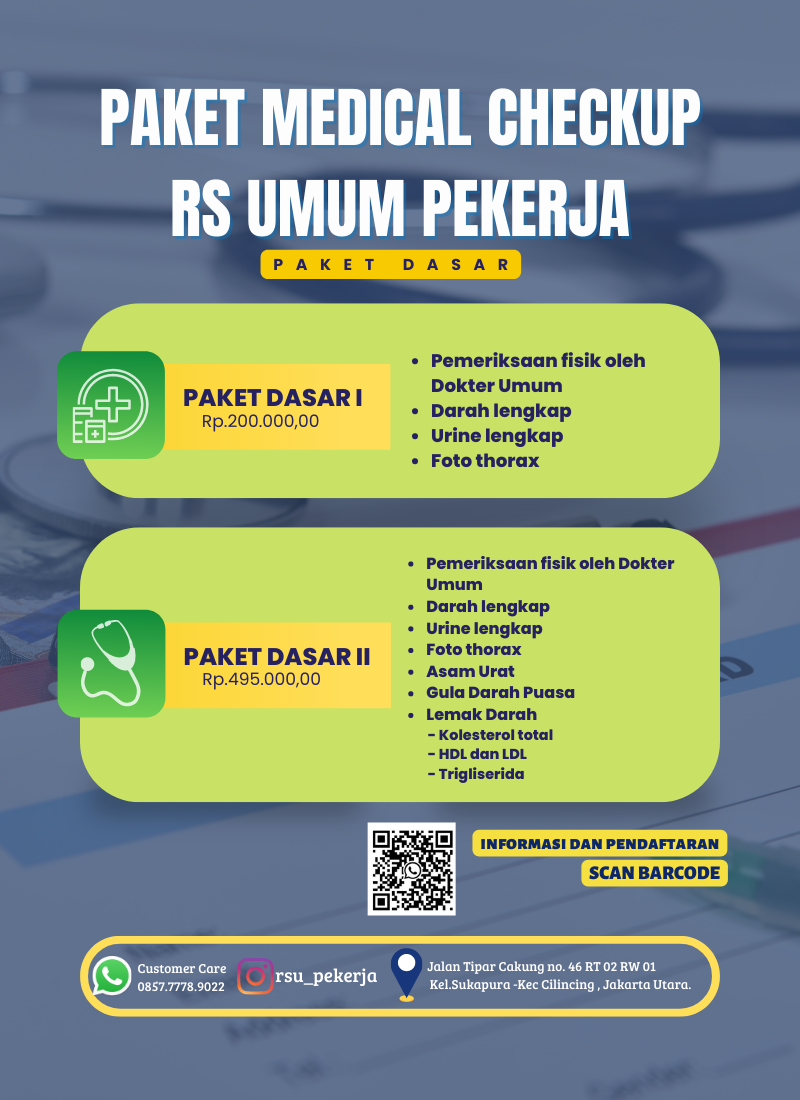 PAKET MEDICAL CHECKUP
RS UMUM PEKERJA
PAKET DASAR
PAKET DASAR I
Rp.200.000,00
• Pemeriksaan fisik oleh
Dokter Umum
• Darah lengkap
• Urine lengkap
• Foto thorax
PAKET DASAR II
Rp.495.000,00
• Pemeriksaan fisik oleh Dokter
Umum
• Darah lengkap
• Urine lengkap
• Foto thorax
• Asam Urat
• Gula Darah Puasa
• Lemak Darah
- Kolesterol total
- HDL dan LDL
- Trigliserida
INFORMASI DAN PENDAFTARAN
SCAN BARCODE
Customer Care
0857.7778.9022
rsu_pekerja
Jalan Tipar Cakung no. 46 RT 02 RW 01
Kel.Sukapura -Kec Cilincing , Jakarta Utara.